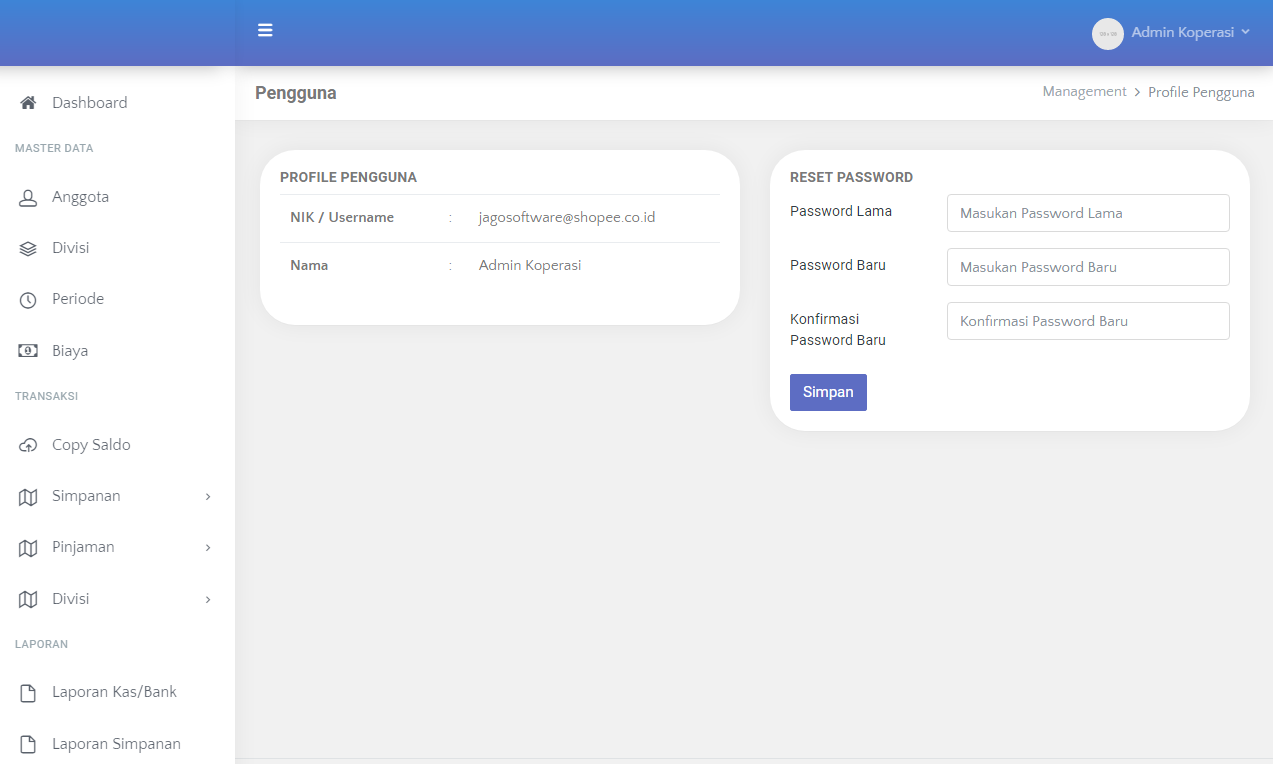 Admin Koperasi
Pengguna
Management > Profile Pengguna
Dashboard
MASTER DATA
Anggota
Divisi
Periode
Biaya
TRANSAKSI
Copy Saldo
Simpanan
Pinjaman
Divisi
LAPORAN
Laporan Kas/Bank
Laporan Simpanan
PROFILE PENGGUNA
NIK / Username : jagosoftware@shopee.co.id
Nama : Admin Koperasi
RESET PASSWORD
Password Lama Masukan Password Lama
Password Baru Masukan Password Baru
Konfirmasi
Password Baru
Konfirmasi Password Baru
Simpan